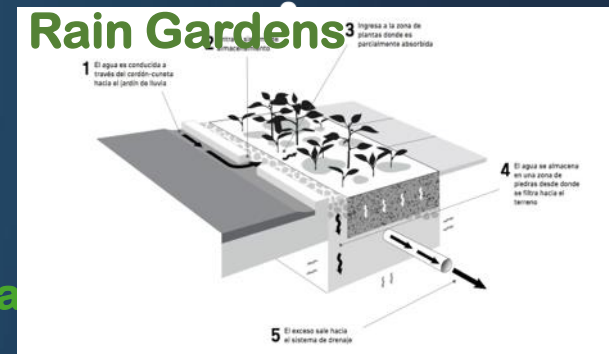 Rain Gardens
1 El agua es conducida a
través del cordón-cuneta
hacia el jardín de lluvia
2
almacenamiento
3 Ingresa a la zona de
plantas donde es
parcialmente absorbida
4 El agua se almacena
en una zona de
piedras desde donde
se filtra hacia el
terreno
5 El exceso sale hacia
el sistema de drenaje